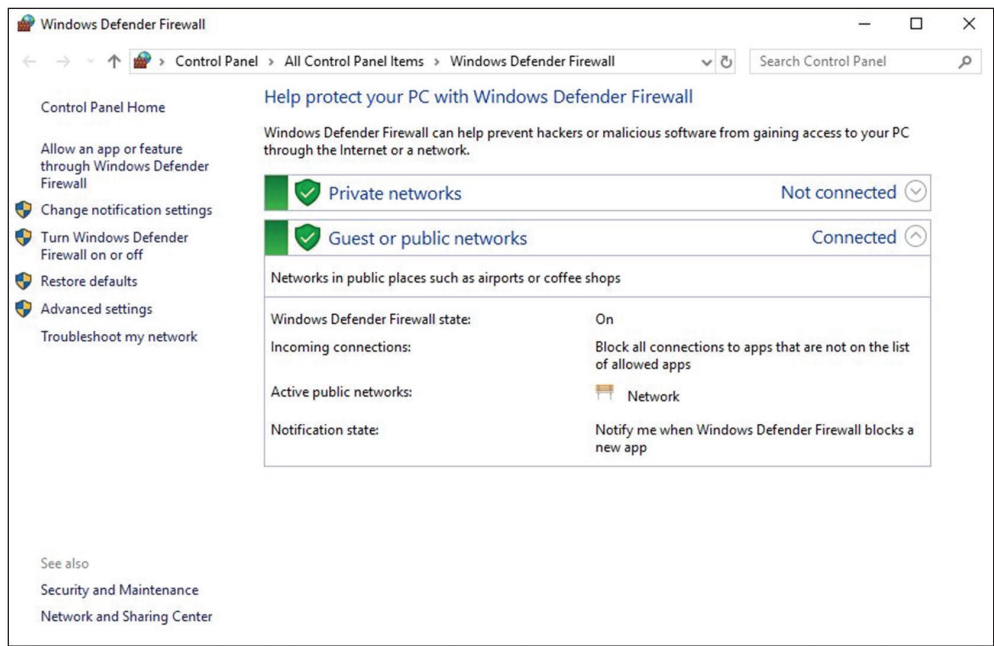 Windows Defender Firewall
Control Panel > All Control Panel Items > Windows Defender Firewall
Search Control Panel
Control Panel Home
Allow an app or feature
through Windows Defender
Firewall
Change notification settings
Turn Windows Defender
Firewall on or off
Restore defaults
Advanced settings
Troubleshoot my network
Help protect your PC with Windows Defender Firewall
Windows Defender Firewall can help prevent hackers or malicious software from gaining access to your PC
through the Internet or a network.
Private networks Not connected
Guest or public networks Connected
Networks in public places such as airports or coffee shops
Windows Defender Firewall state: On
Incoming connections: Block all connections to apps that are not on the list
of allowed apps
Active public networks: Network
Notification state: Notify me when Windows Defender Firewall blocks a
new app
See also
Security and Maintenance
Network and Sharing Center